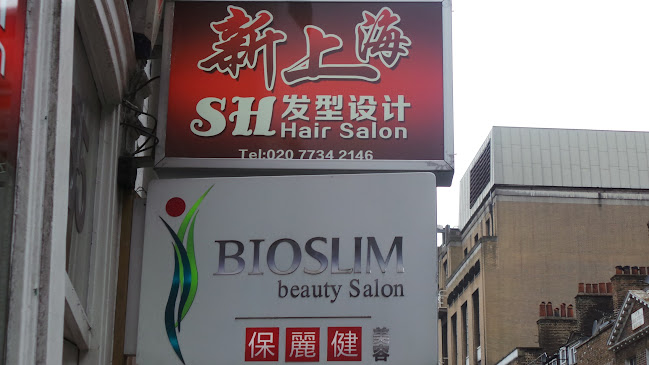 新上海
SH 发型设计
Hair Salon
Tel:020 7734 2146
BIOSLIM
beauty Salon
保麗健 美容